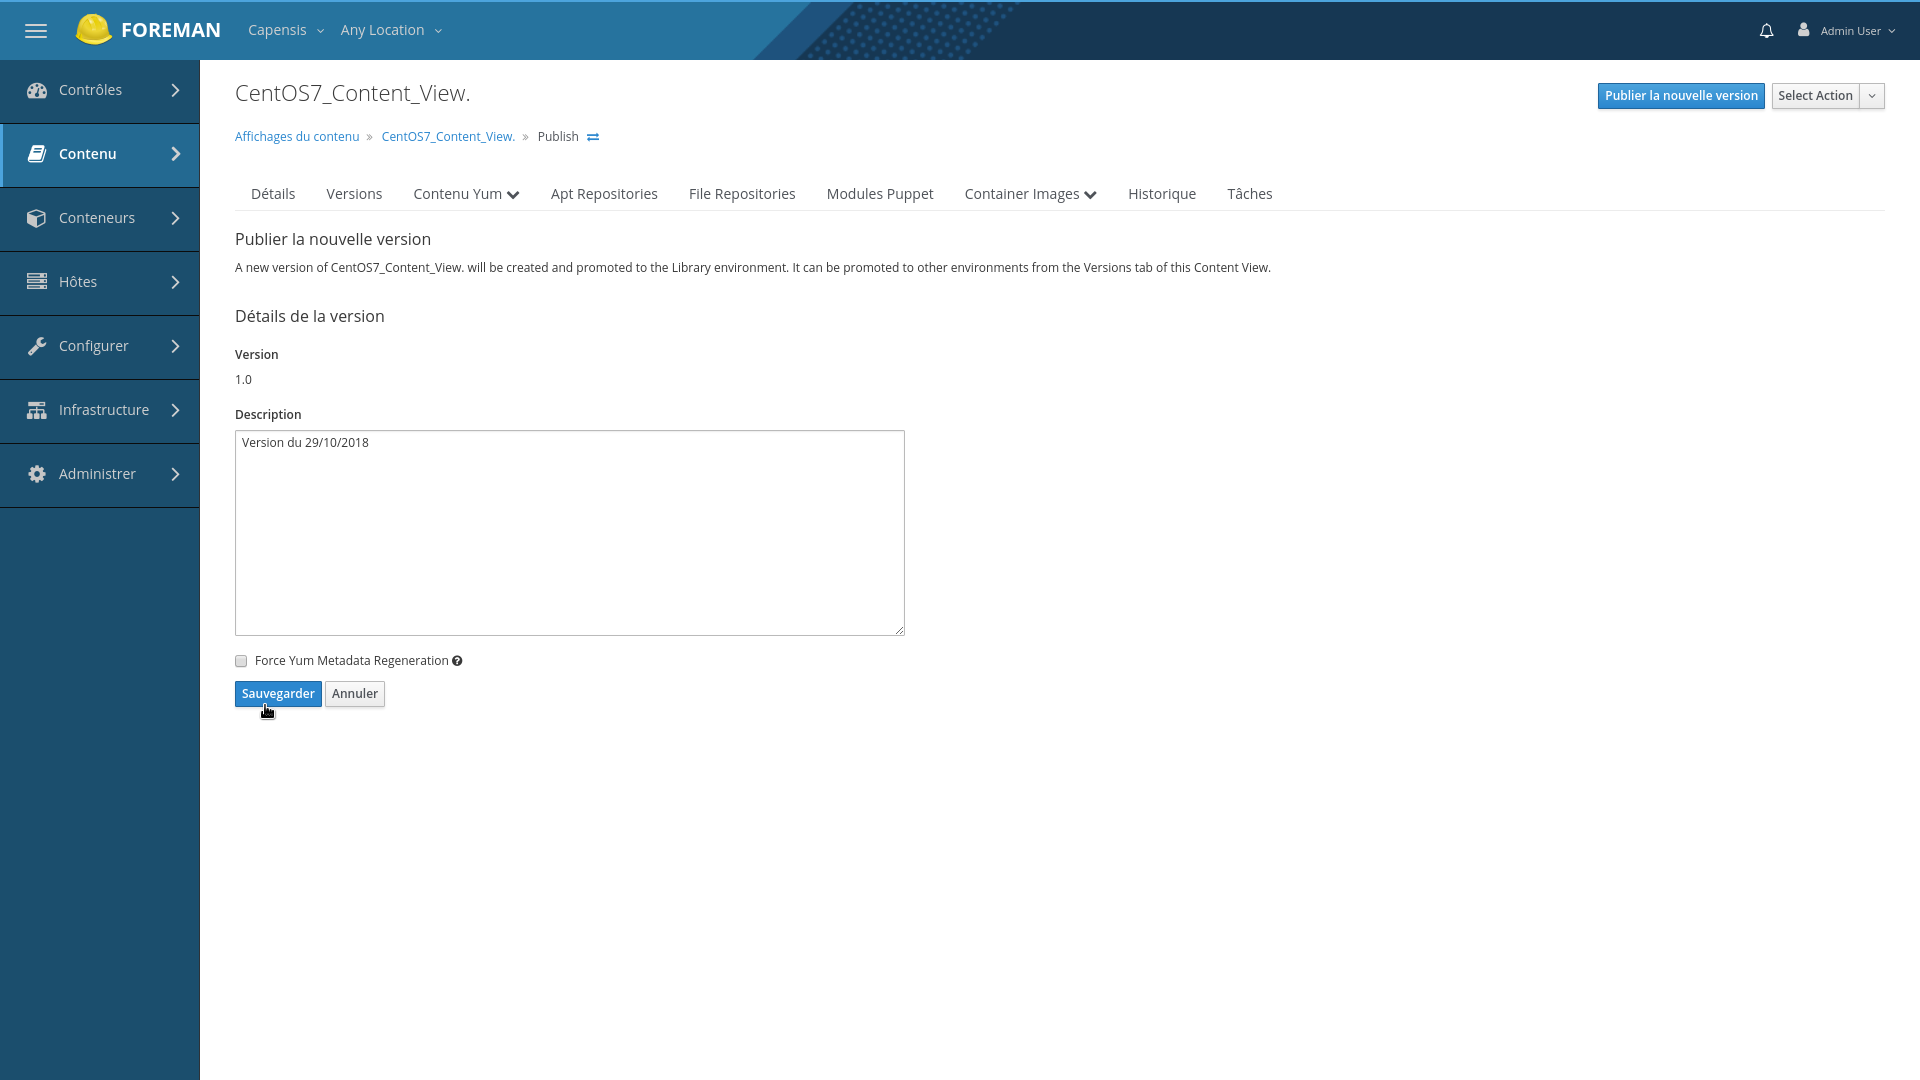 FOREMAN Capensis Any Location Admin User
Contrôles
Contenu
Conteneurs
Hôtes
Configurer
Infrastructure
Administrer
CentOS7_Content_View.
Publier la nouvelle version Select Action
Affichages du contenu » CentOS7_Content_View. » Publish
Détails Versions Contenu Yum Apt Repositories File Repositories Modules Puppet Container Images Historique Tâches
Publier la nouvelle version
A new version of CentOS7_Content_View. will be created and promoted to the Library environment. It can be promoted to other environments from the Versions tab of this Content View.
Détails de la version
Version
1.0
Description
Version du 29/10/2018
Force Yum Metadata Regeneration ?
Sauvegarder Annuler